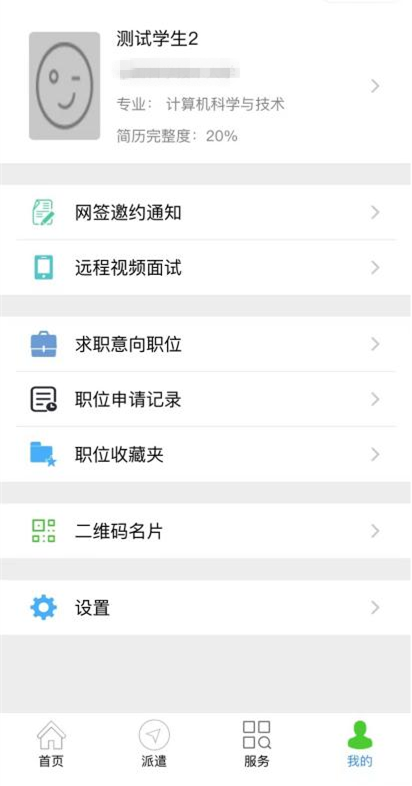 测试学生2
专业： 计算机科学与技术
简历完整度：20%
网签邀约通知
远程视频面试
求职意向职位
职位申请记录
职位收藏夹
二维码名片
设置
首页
派遣
服务
我的